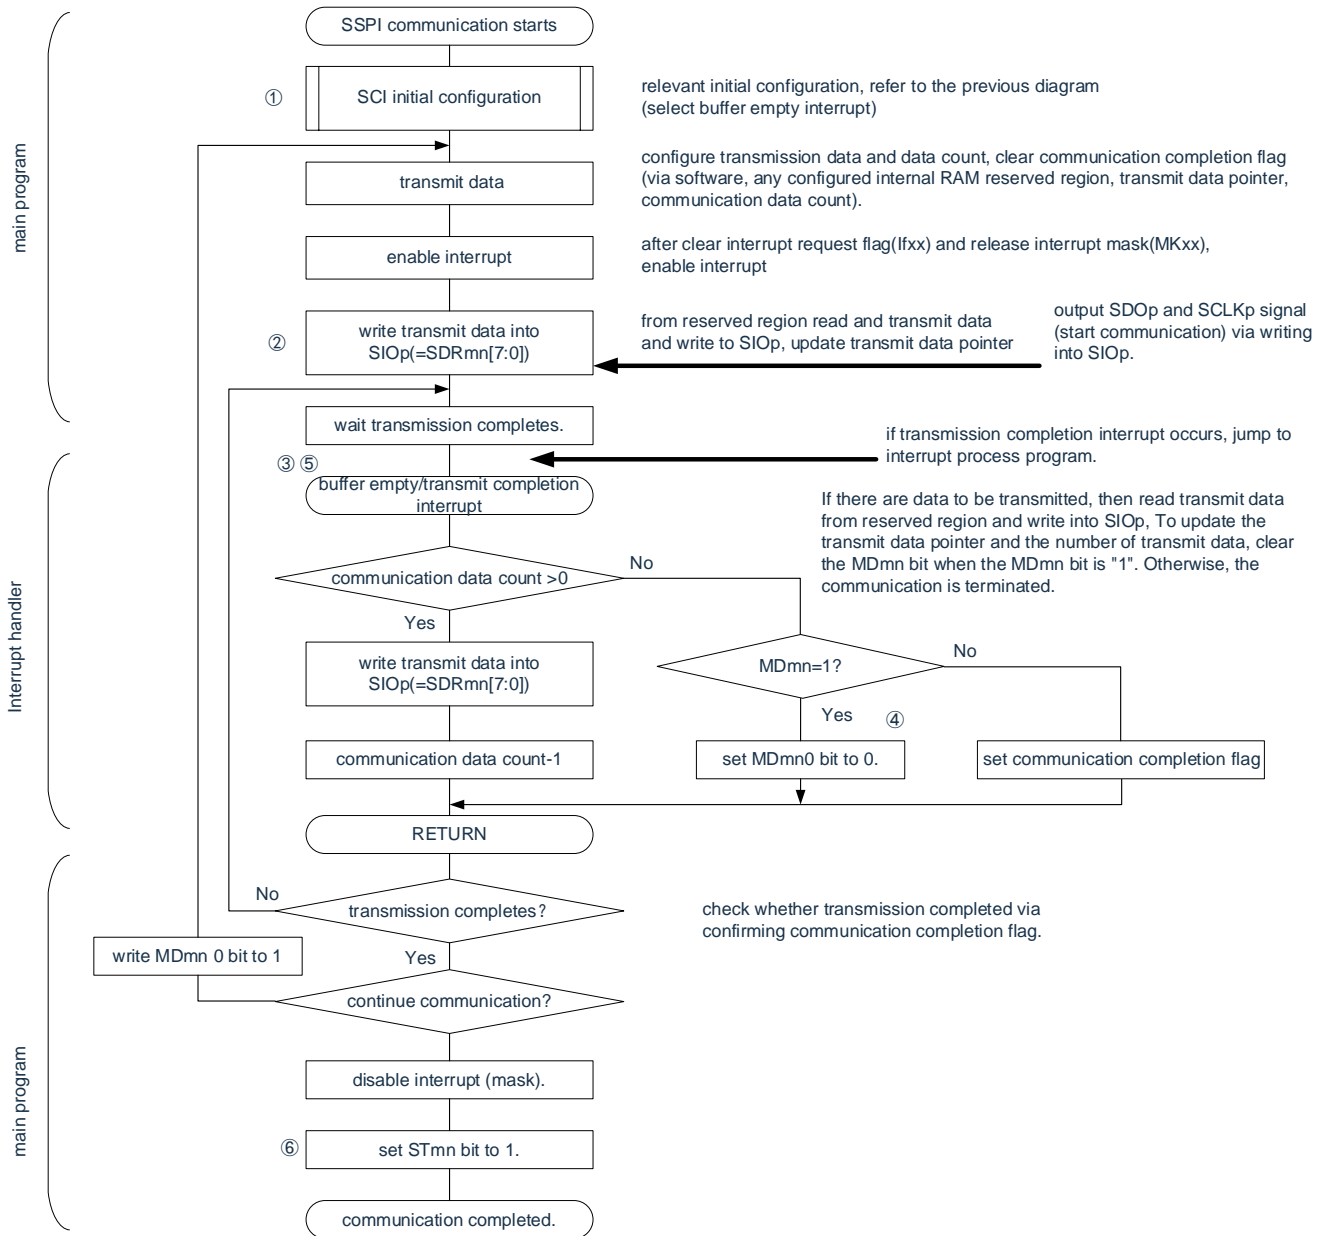 SSPI communication starts
main program
①
SCI initial configuration
relevant initial configuration, refer to the previous diagram
(select buffer empty interrupt)
transmit data
configure transmission data and data count, clear communication completion flag
(via software, any configured internal RAM reserved region, transmit data pointer,
communication data count).
enable interrupt
after clear interrupt request flag(Ifxx) and release interrupt mask(MKxx),
enable interrupt
②
write transmit data into
SIOp(=SDRmn[7:0])
from reserved region read and transmit data
and write to SIOp, update transmit data pointer
output SDOp and SCLKp signal
(start communication) via writing
into SIOp.
wait transmission completes.
if transmission completion interrupt occurs, jump to
interrupt process program.
③ ⑤
buffer empty/transmit completion
interrupt
Interrupt handler
If there are data to be transmitted, then read transmit data
from reserved region and write into SIOp, To update the
transmit data pointer and the number of transmit data, clear
the MDmn bit when the MDmn bit is "1". Otherwise, the
communication is terminated.
communication data count >0
No
Yes
write transmit data into
SIOp(=SDRmn[7:0])
MDmn=1?
No
Yes
④
communication data count-1
set MDmn0 bit to 0.
set communication completion flag
RETURN
main program
No
transmission completes?
check whether transmission completed via
confirming communication completion flag.
Yes
write MDmn 0 bit to 1
continue communication?
disable interrupt (mask).
⑥
set STmn bit to 1.
communication completed.